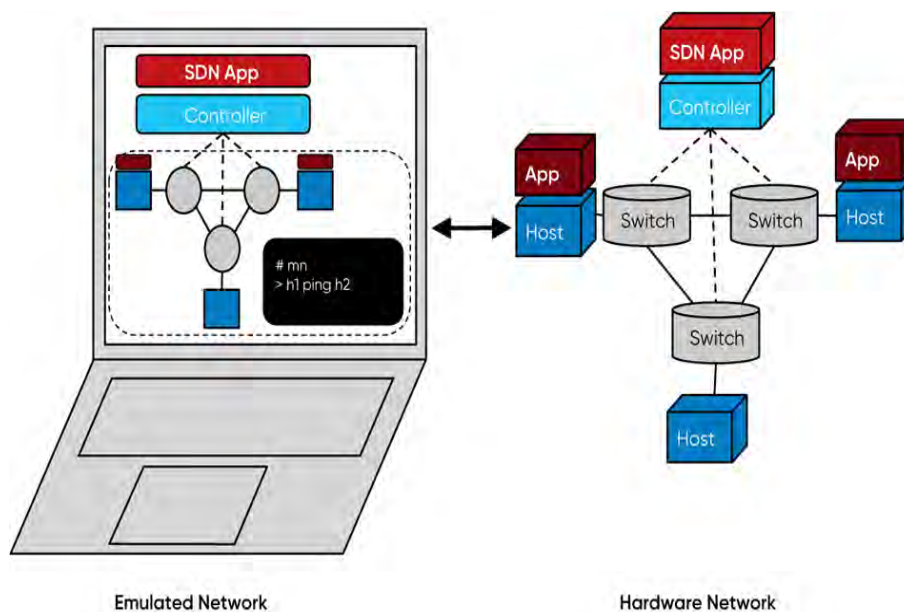 SDN App
Controller
# mn
> h1 ping h2
SDN App
Controller
App
Host
Switch
Switch
App
Host
Switch
Host
Emulated Network
Hardware Network